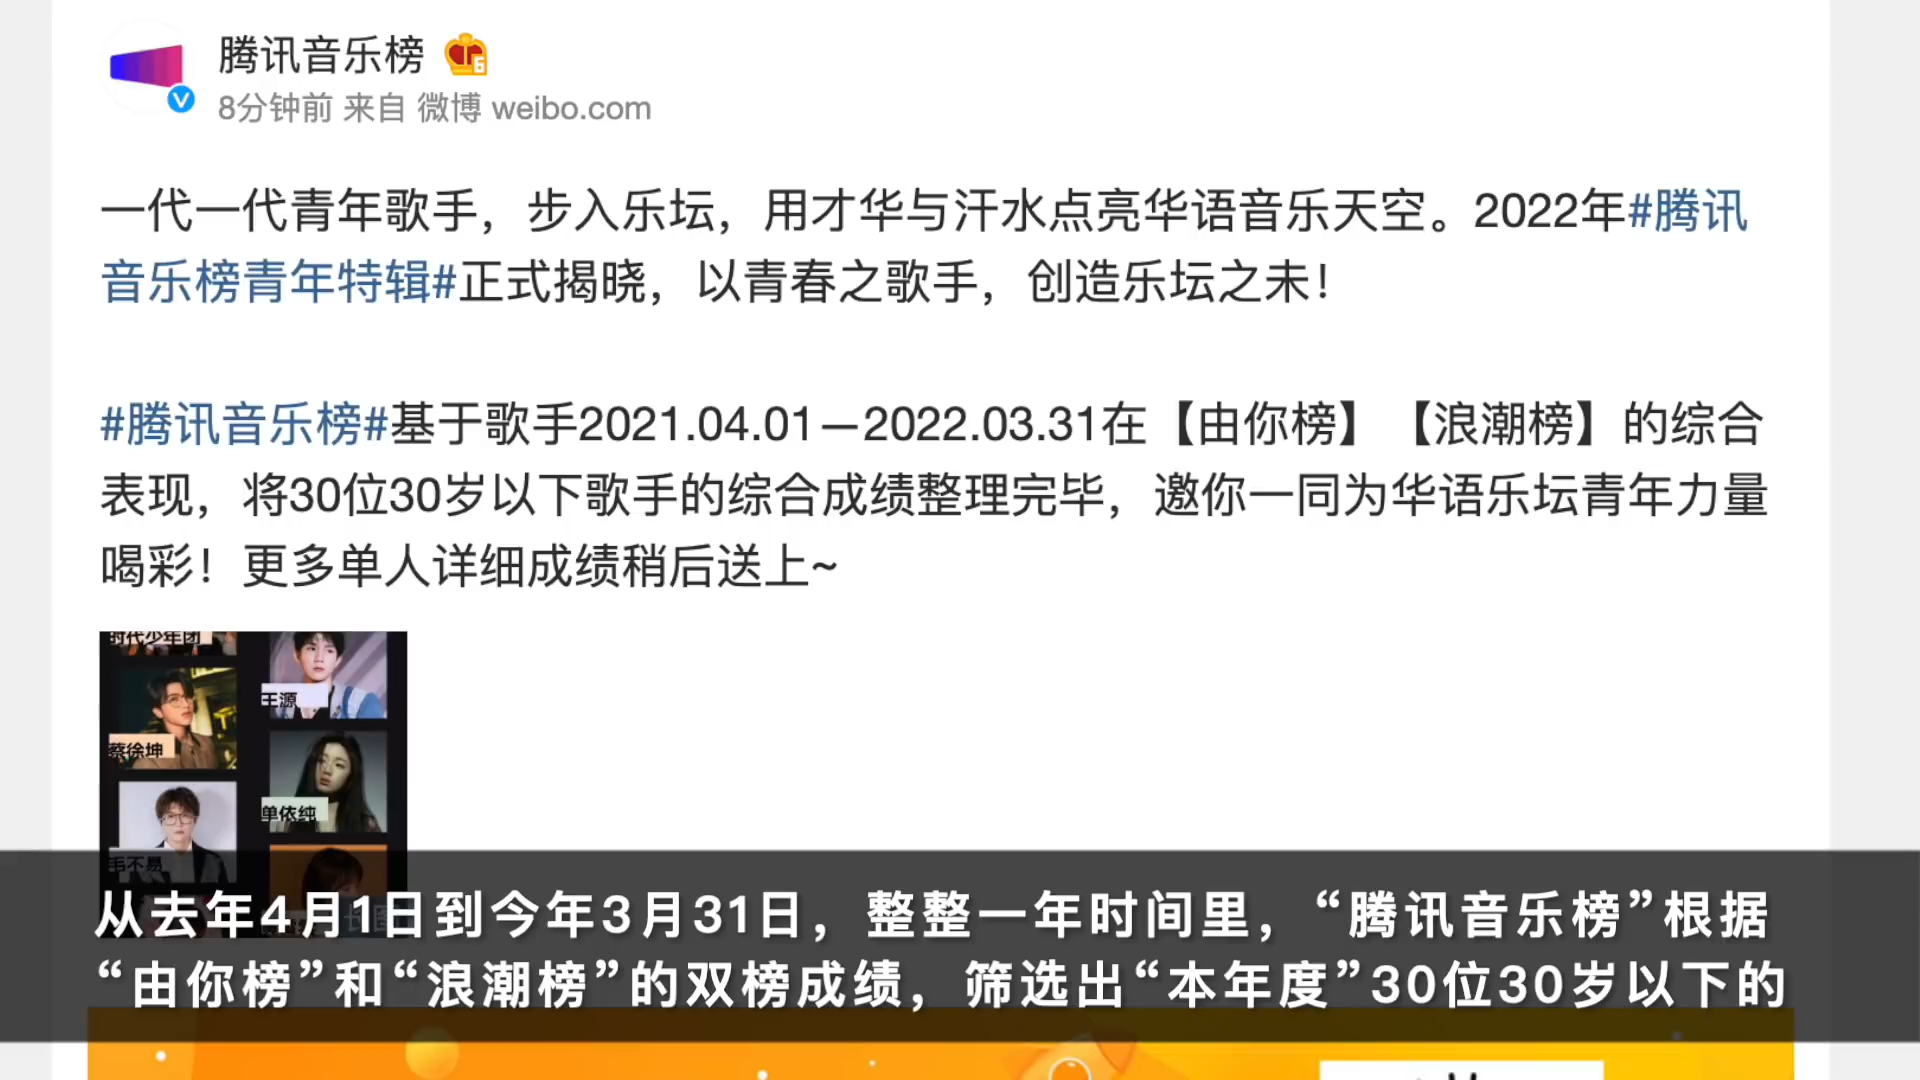 腾讯音乐榜
8分钟前 来自 微博 weibo.com
一代一代青年歌手，步入乐坛，用才华与汗水点亮华语音乐天空。2022年#腾讯
音乐榜青年特辑#正式揭晓，以青春之歌手，创造乐坛之未！
#腾讯音乐榜#基于歌手2021.04.01—2022.03.31在【由你榜】【浪潮榜】的综合
表现，将30位30岁以下歌手的综合成绩整理完毕，邀你一同为华语乐坛青年力量
喝彩！更多单人详细成绩稍后送上~
时代少年团
王源
蔡徐坤
单依纯
毛不易
长图
从去年4月1日到今年3月31日，整整一年时间里，“腾讯音乐榜”根据
“由你榜”和“浪潮榜”的双榜成绩，筛选出“本年度”30位30岁以下的